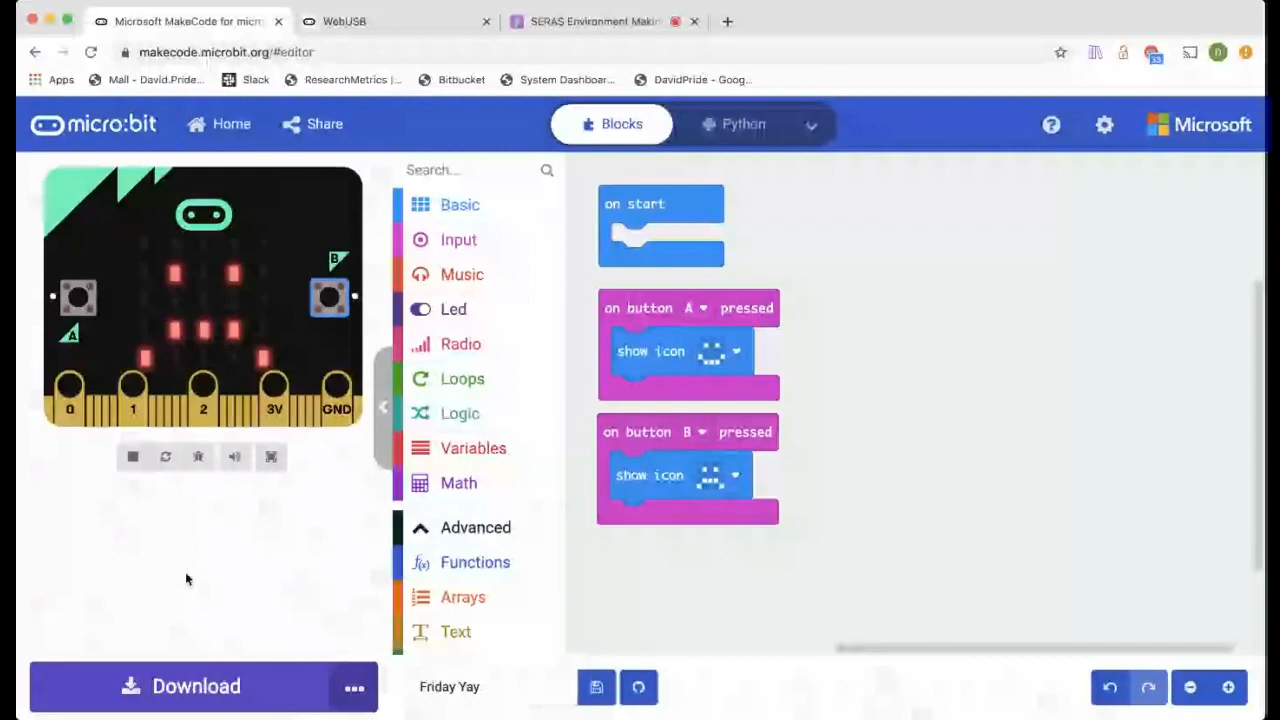 Microsoft MakeCode for micr
WebUSB
SERAS Environment Makin
makecode.microbit.org/#editor
33
D
Apps
Mail - David.Pride...
Slack
ResearchMetrics |...
Bitbucket
System Dashboar...
DavidPride - Goog...
micro:bit
Home
Share
Blocks
Python
Microsoft
Search...
Basic
Input
Music
Led
Radio
Loops
Logic
Variables
Math
Advanced
Functions
Arrays
Text
B
A
0 1 2 3V GND
on start
on button A pressed
show icon
on button B pressed
show icon
Download
Friday Yay